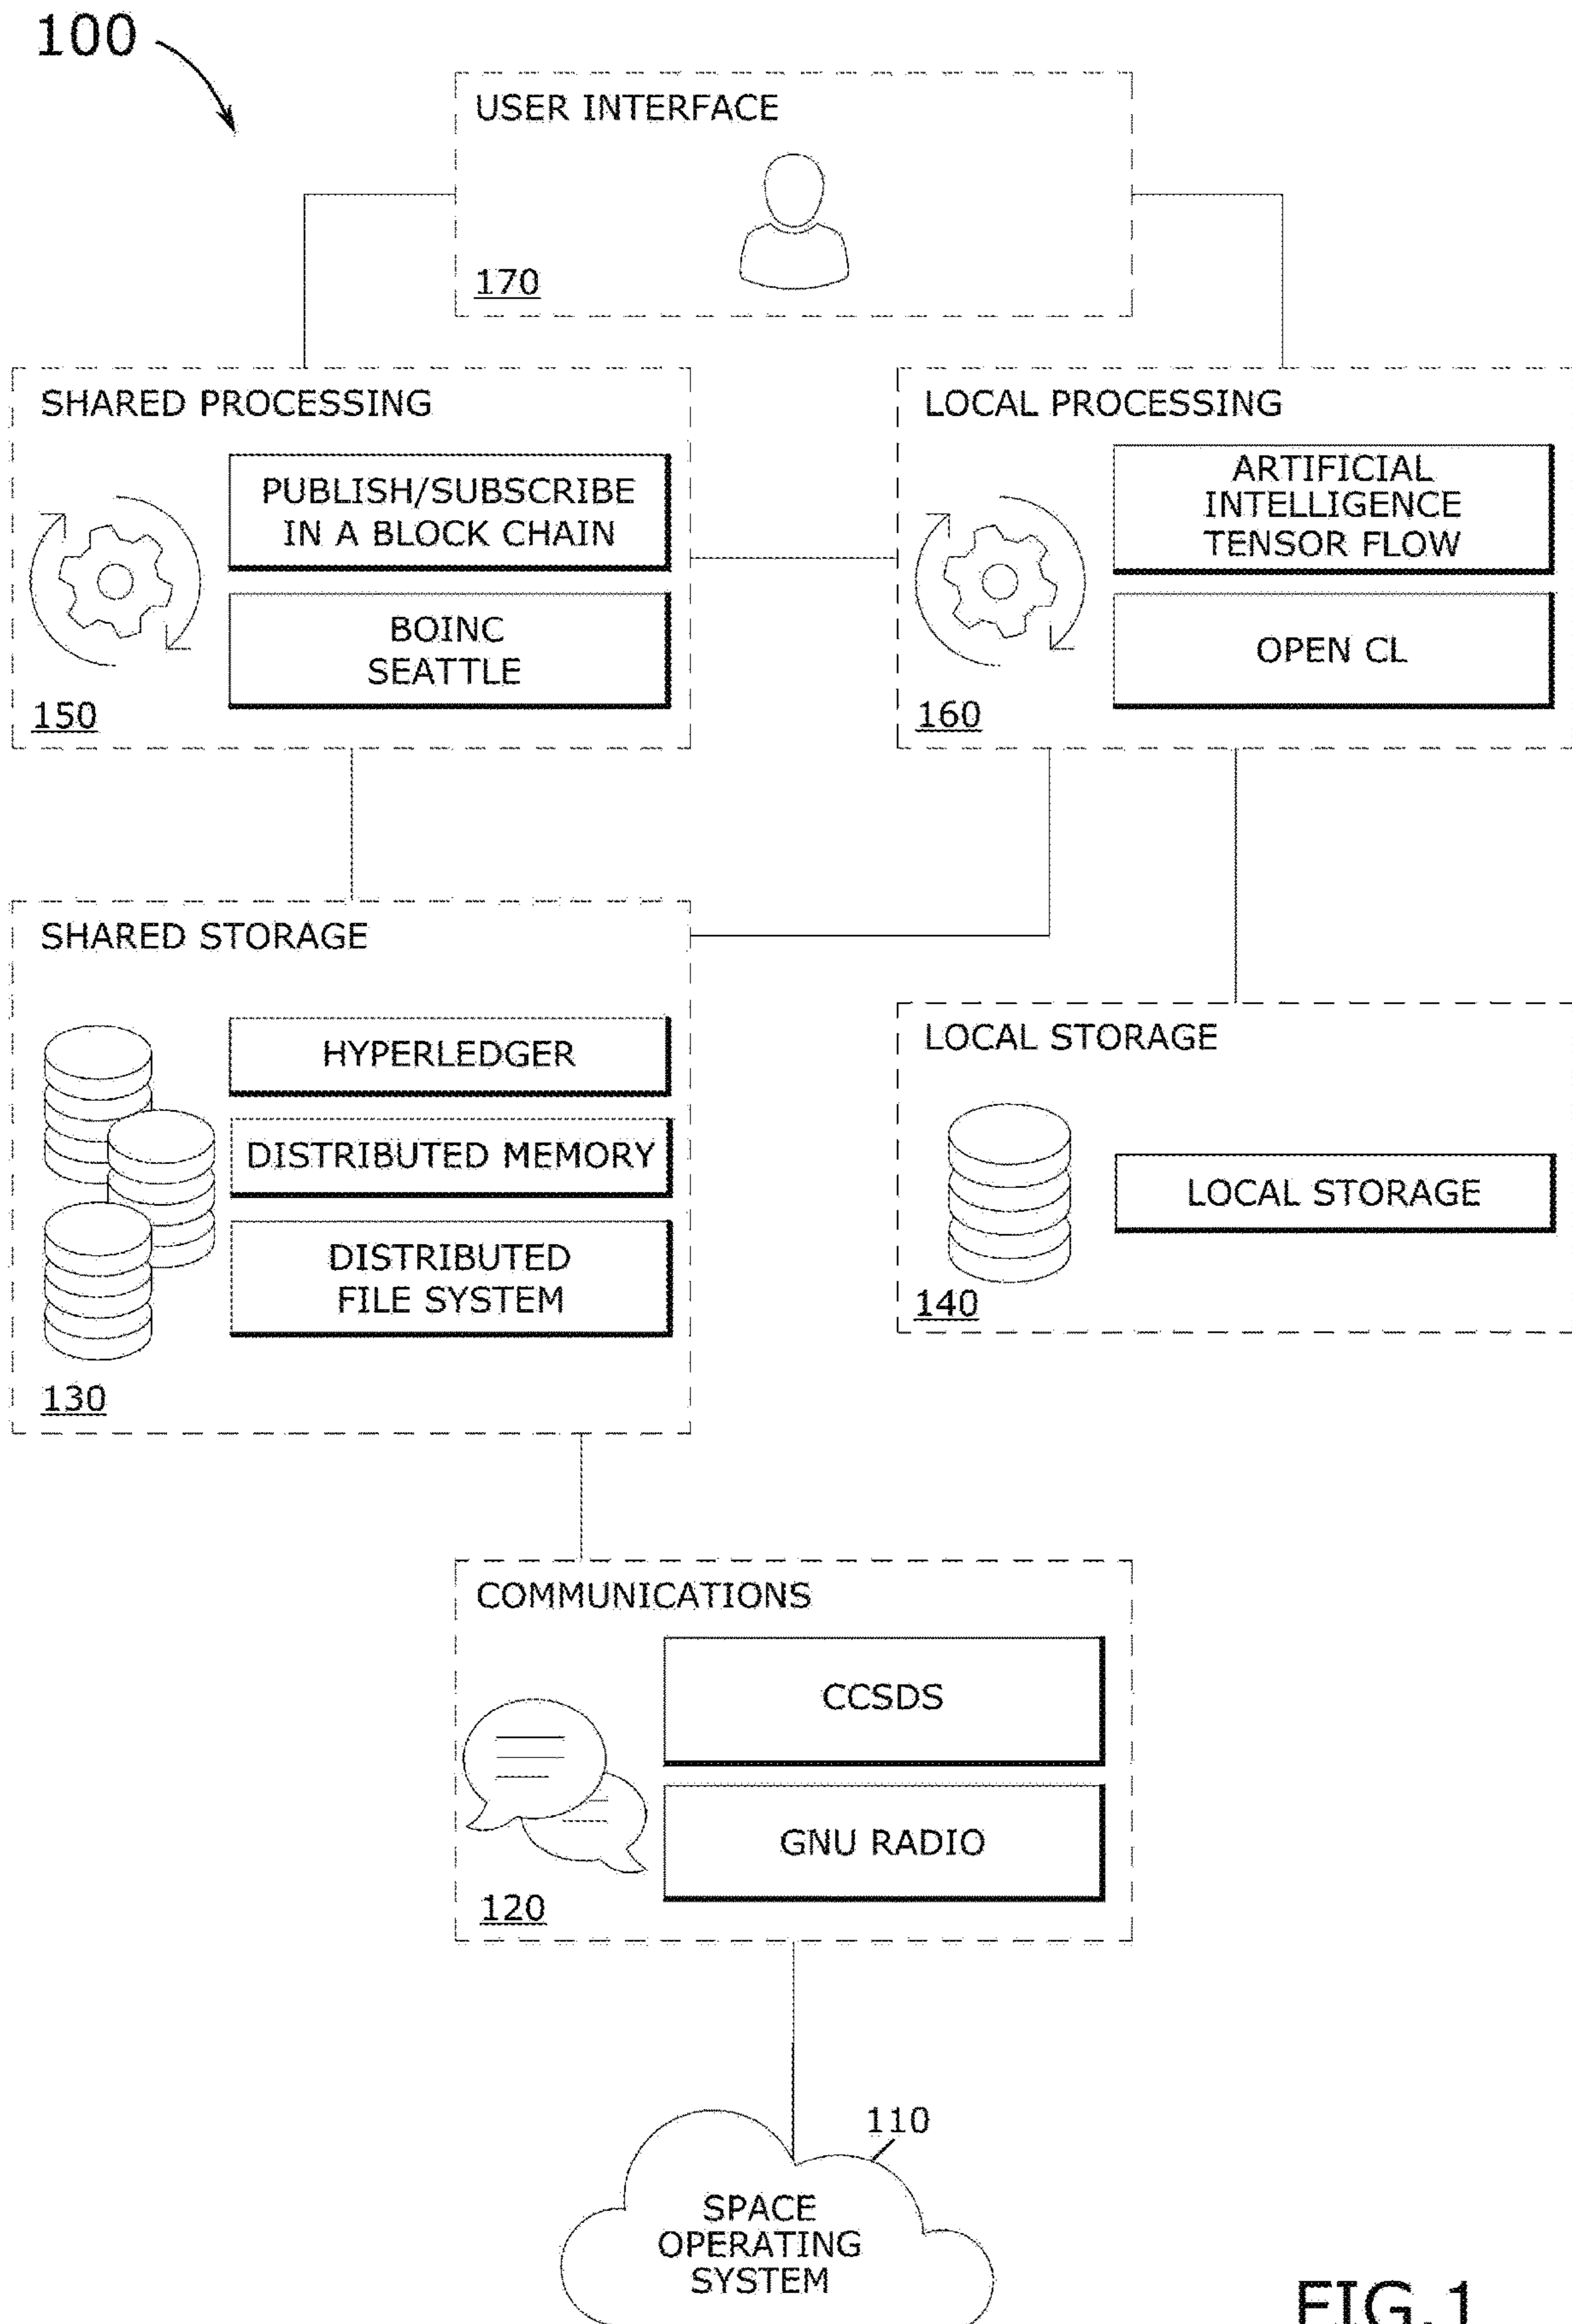 100
USER INTERFACE
170
SHARED PROCESSING
PUBLISH/SUBSCRIBE
IN A BLOCK CHAIN
BOINC
SEATTLE
150
LOCAL PROCESSING
ARTIFICIAL
INTELLIGENCE
TENSOR FLOW
OPEN CL
160
SHARED STORAGE
HYPERLEDGER
DISTRIBUTED MEMORY
DISTRIBUTED
FILE SYSTEM
130
LOCAL STORAGE
LOCAL STORAGE
140
COMMUNICATIONS
CCSDS
GNU RADIO
120
110
SPACE
OPERATING
SYSTEM
FIG.1